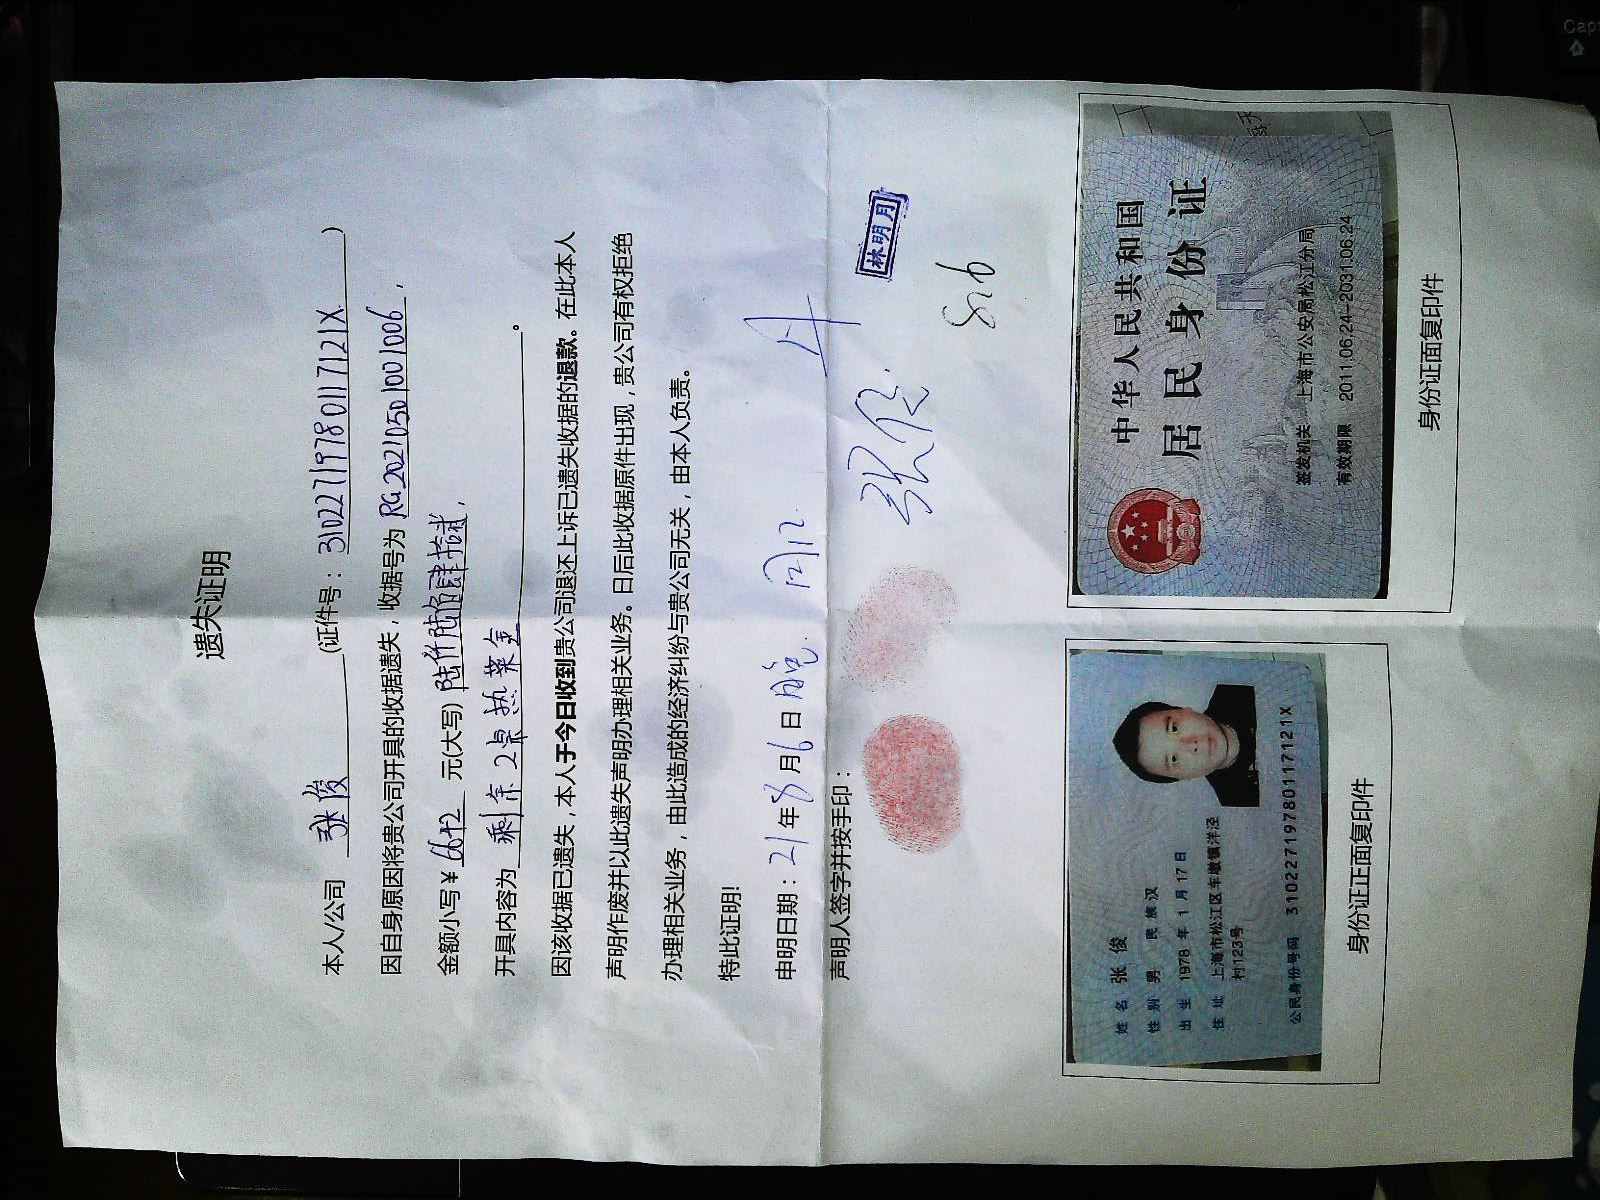 遗失证明
本人/公司 张俊 (证件号：31022719780117121X)
因自身原因将贵公司开具的收据遗失，收据号为 RG20210501001006，
金额小写¥ 6642 元(大写) 陆仟陆佰肆拾贰，
开具内容为 剩余2桌热菜金 。
因该收据已遗失，本人于今日收到贵公司退还上诉已遗失收据的退款。在此本人
声明作废并以此遗失声明办理相关业务。日后此收据原件出现，贵公司有权拒绝
办理相关业务，由此造成的经济纠纷与贵公司无关，由本人负责。
特此证明!
申明日期：21年8月6日
声明人签字并按手印：
张俊
林明月
8.6
姓名 张俊
性别 男 民族 汉
出生 1978年1月17日
住址 上海市松江区车墩镇洋泾
村123号
公民身份号码 31022719780117121X
身份证正面复印件
中华人民共和国
居民身份证
签发机关 上海市公安局松江分局
有效期限 2011.06.24-2031.06.24
身份证面复印件